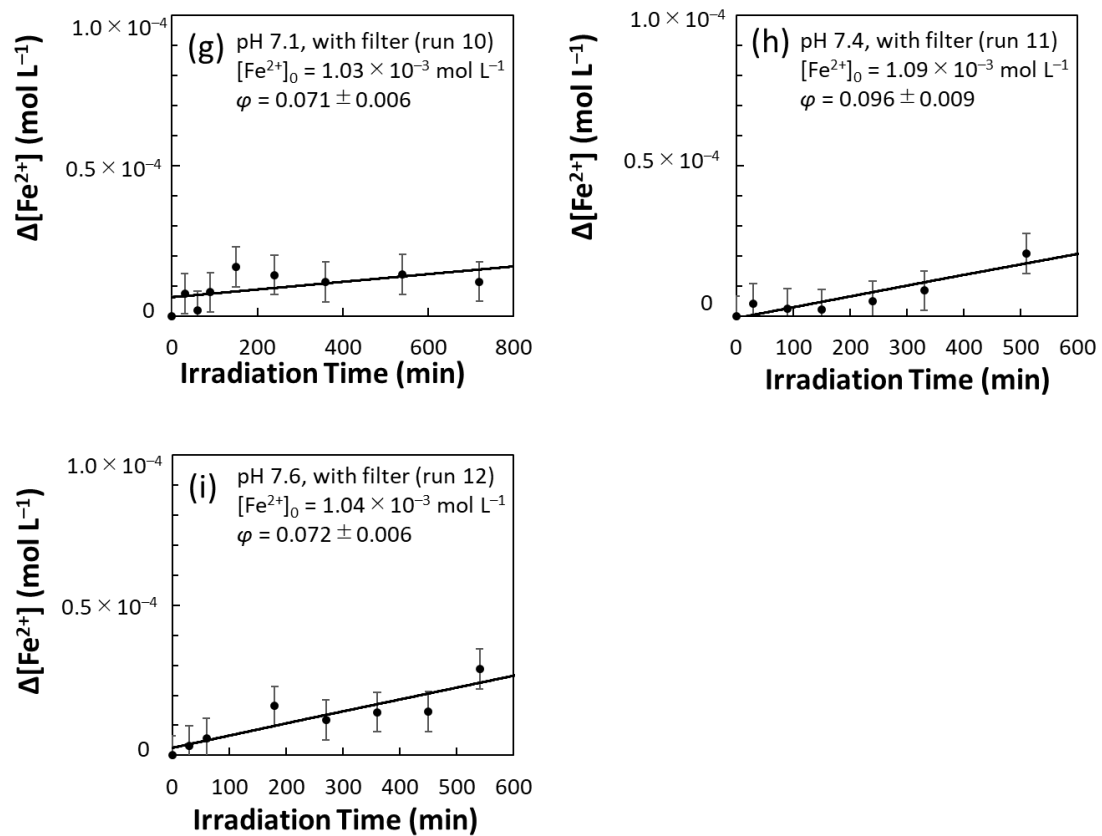 (g)
pH 7.1, with filter (run 10)
[Fe²⁺]₀ = 1.03 × 10⁻³ mol L⁻¹
φ = 0.071 ± 0.006
Δ[Fe²⁺] (mol L⁻¹)
1.0 × 10⁻⁴
0.5 × 10⁻⁴
0
0 200 400 600 800
Irradiation Time (min)
(h)
pH 7.4, with filter (run 11)
[Fe²⁺]₀ = 1.09 × 10⁻³ mol L⁻¹
φ = 0.096 ± 0.009
Δ[Fe²⁺] (mol L⁻¹)
1.0 × 10⁻⁴
0.5 × 10⁻⁴
0
0 100 200 300 400 500 600
Irradiation Time (min)
(i)
pH 7.6, with filter (run 12)
[Fe²⁺]₀ = 1.04 × 10⁻³ mol L⁻¹
φ = 0.072 ± 0.006
Δ[Fe²⁺] (mol L⁻¹)
1.0 × 10⁻⁴
0.5 × 10⁻⁴
0
0 100 200 300 400 500 600
Irradiation Time (min)